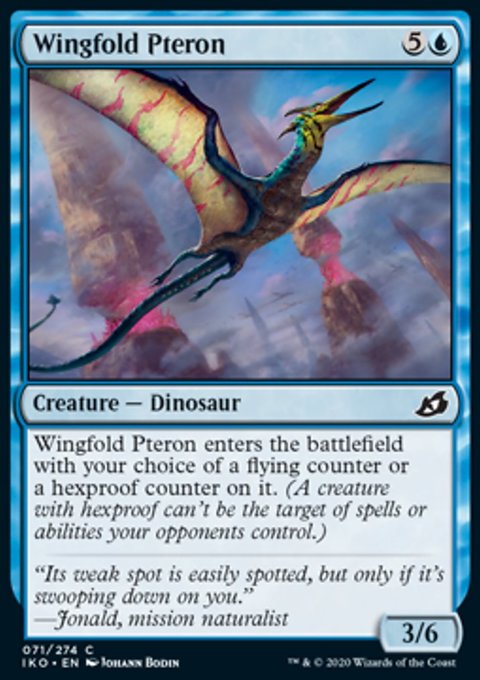 Wingfold Pteron 5
Creature — Dinosaur
Wingfold Pteron enters the battlefield
with your choice of a flying counter or
a hexproof counter on it. (A creature
with hexproof can't be the target of spells or
abilities your opponents control.)
"Its weak spot is easily spotted, but only if it's
swooping down on you."
—Jonald, mission naturalist
3/6
071/274 C
IKO • EN Johann Bodin
™ & © 2020 Wizards of the Coast